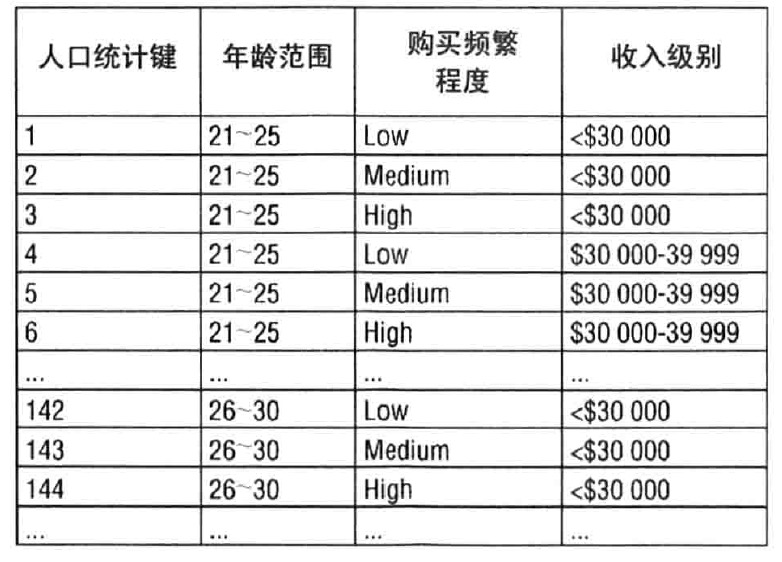 人口统计键 年龄范围 购买频繁程度 收入级别
1 21~25 Low <$30 000
2 21~25 Medium <$30 000
3 21~25 High <$30 000
4 21~25 Low $30 000-39 999
5 21~25 Medium $30 000-39 999
6 21~25 High $30 000-39 999
... ... ... ...
142 26~30 Low <$30 000
143 26~30 Medium <$30 000
144 26~30 High <$30 000
... ... ... ...